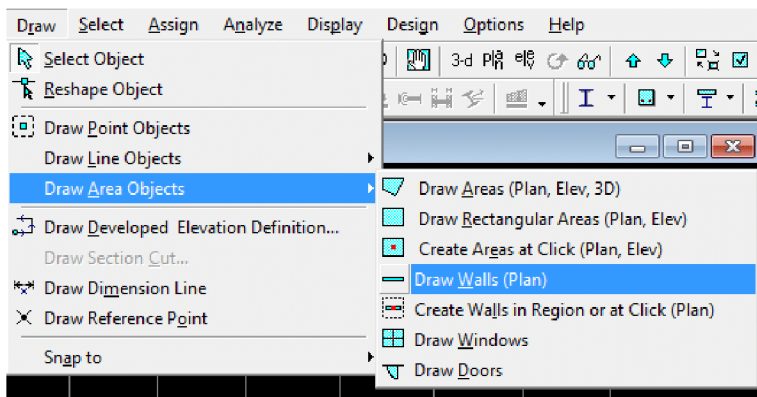 Draw Select Assign Analyze Display Design Options Help
Select Object
3-d
Reshape Object
Draw Point Objects
Draw Line Objects
Draw Area Objects
Draw Developed Elevation Definition...
Draw Section Cut...
Draw Dimension Line
Draw Reference Point
Snap to
Draw Areas (Plan, Elev, 3D)
Draw Rectangular Areas (Plan, Elev)
Create Areas at Click (Plan, Elev)
Draw Walls (Plan)
Create Walls in Region or at Click (Plan)
Draw Windows
Draw Doors